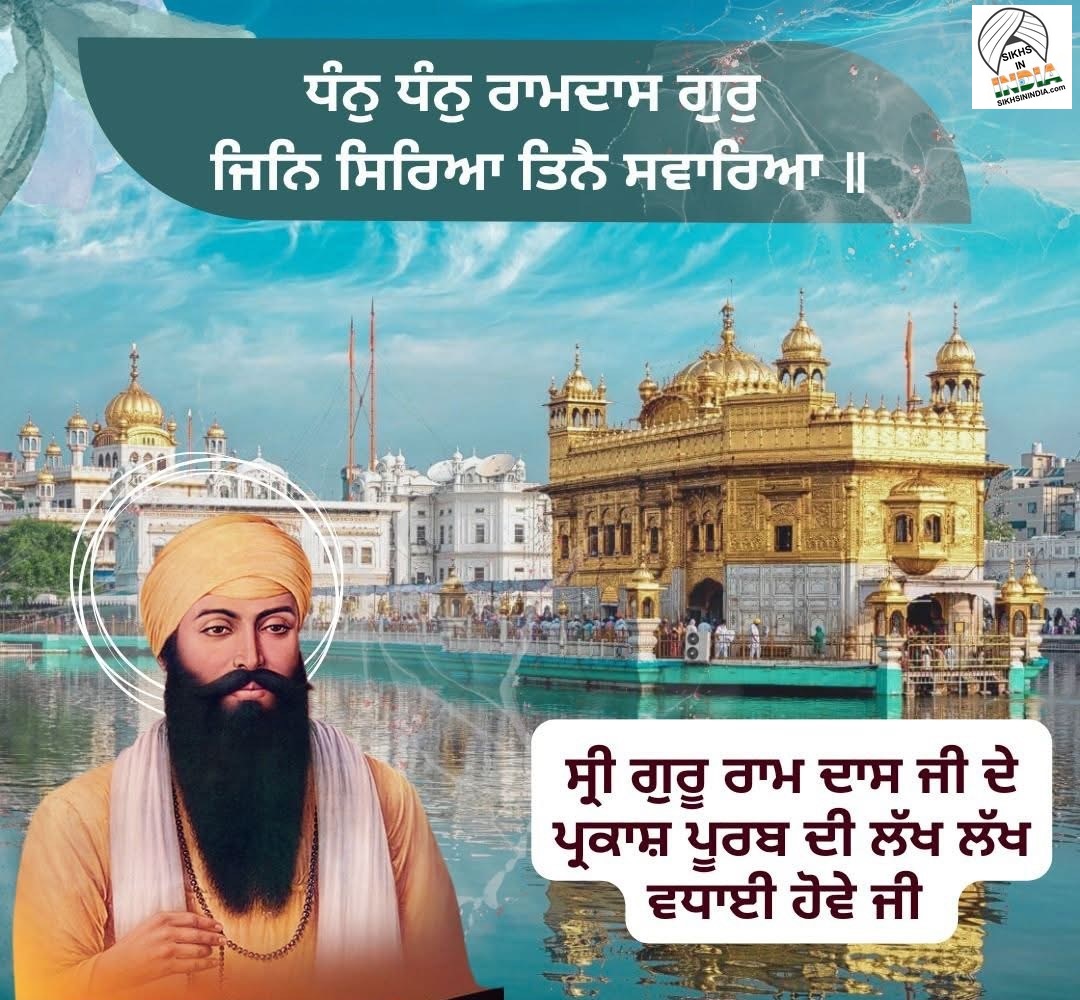 ਧੰਨੁ ਧੰਨੁ ਰਾਮਦਾਸ ਗੁਰੁ
ਜਿਨਿ ਸਿਰਿਆ ਤਿਨੈ ਸਵਾਰਿਆ ॥
SIKHS
IN
INDIA
SIKHSININDIA.com
ਸ੍ਰੀ ਗੁਰੂ ਰਾਮ ਦਾਸ ਜੀ ਦੇ
ਪ੍ਰਕਾਸ਼ ਪੂਰਬ ਦੀ ਲੱਖ ਲੱਖ
ਵਧਾਈ ਹੋਵੇ ਜੀ